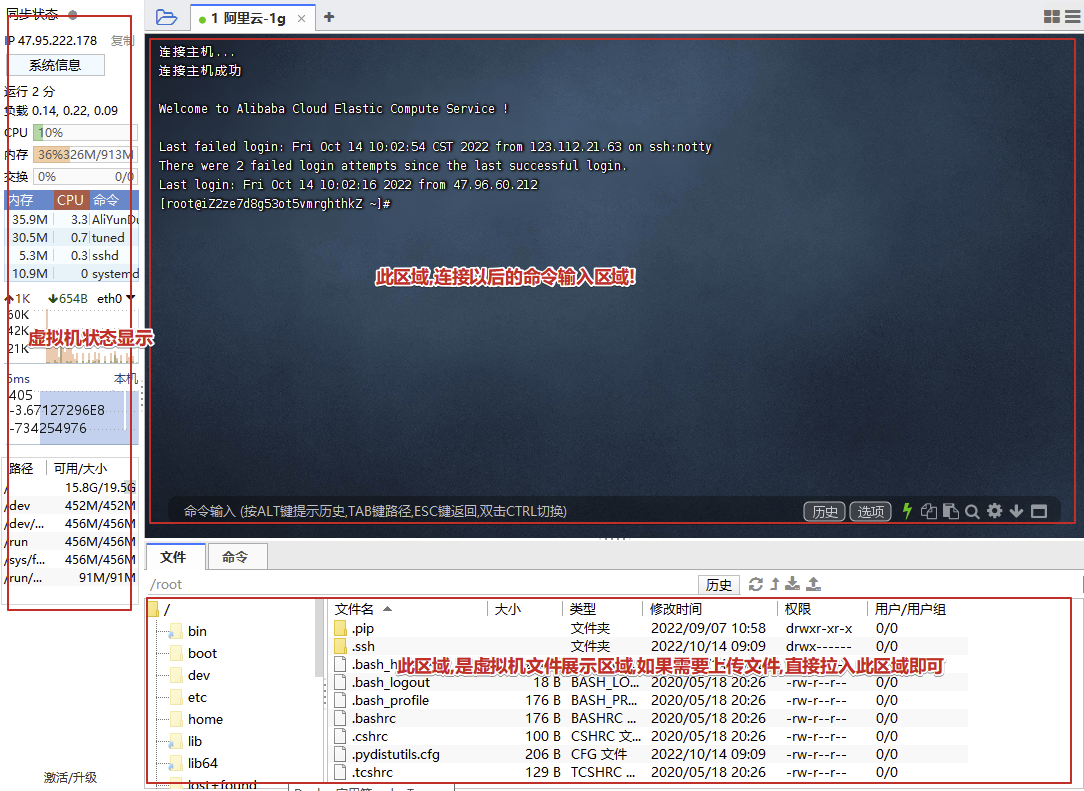 同步状态
IP 47.95.222.178 复制
系统信息
运行 2 分
负载 0.14, 0.22, 0.09
CPU 10%
内存 36% 326M/913M
交换 0% 0/0
内存 CPU 命令
35.9M 3.3 AliYunDu
30.5M 0.7 tuned
5.3M 0.3 sshd
10.9M 0 systemd
1K 654B eth0
60K
42K
虚拟机状态显示
21K
本机
405
-3.67127296E8
-734254976
路径 可用/大小
/ 15.8G/19.5G
/dev 452M/452M
/dev/... 456M/456M
/run 456M/456M
/sys/f... 456M/456M
/run/... 91M/91M
激活/升级
1 阿里云-1g × +
连接主机...
连接主机成功
Welcome to Alibaba Cloud Elastic Compute Service !
Last failed login: Fri Oct 14 10:02:54 CST 2022 from 123.112.21.63 on ssh:notty
There were 2 failed login attempts since the last successful login.
Last login: Fri Oct 14 10:02:16 2022 from 47.96.60.212
[root@iZ2ze7d8g53ot5vmrghthkZ ~]#
此区域,连接以后的命令输入区域!
命令输入 (按ALT键提示历史,TAB键路径,ESC键返回,双击CTRL切换) 历史 选项
文件 命令
/root 历史
/
bin
boot
dev
etc
home
lib
lib64
lost+found
文件名 大小 类型 修改时间 权限 用户/用户组
.pip 文件夹 2022/09/07 10:58 drwxr-xr-x 0/0
.ssh 文件夹 2022/10/14 09:09 drwx------ 0/0
此区域,是虚拟机文件展示区域,如果需要上传文件,直接拉入此区域即可
.bash_logout 18 B BASH_LO... 2020/05/18 20:26 -rw-r--r-- 0/0
.bash_profile 176 B BASH_PR... 2020/05/18 20:26 -rw-r--r-- 0/0
.bashrc 176 B BASHRC ... 2020/05/18 20:26 -rw-r--r-- 0/0
.cshrc 100 B CSHRC 文... 2020/05/18 20:26 -rw-r--r-- 0/0
.pydistutils.cfg 206 B CFG 文件 2022/10/14 09:09 -rw-r--r-- 0/0
.tcshrc 129 B TCSHRC ... 2020/05/18 20:26 -rw-r--r-- 0/0